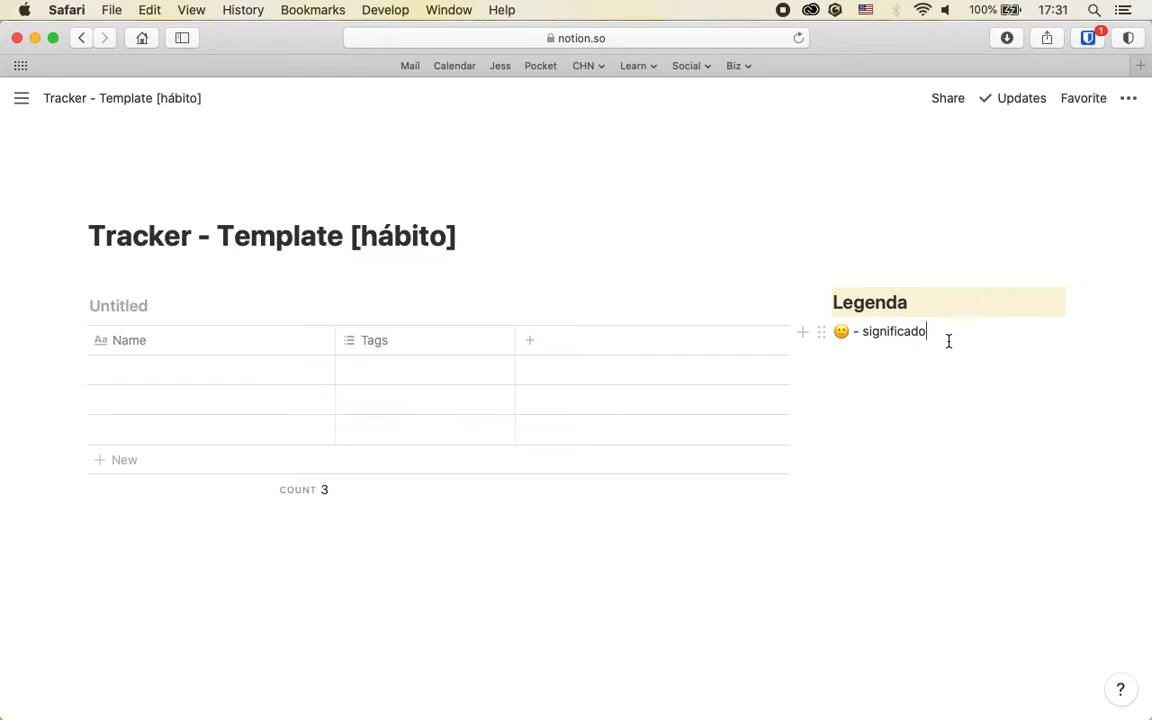 Safari File Edit View History Bookmarks Develop Window Help 100% 17:31
notion.so 1
Mail Calendar Jess Pocket CHN Learn Social Biz
Tracker - Template [hábito] Share Updates Favorite
Tracker - Template [hábito]
Untitled
Legenda
😐 - significado
Aa Name Tags
New
COUNT 3
?